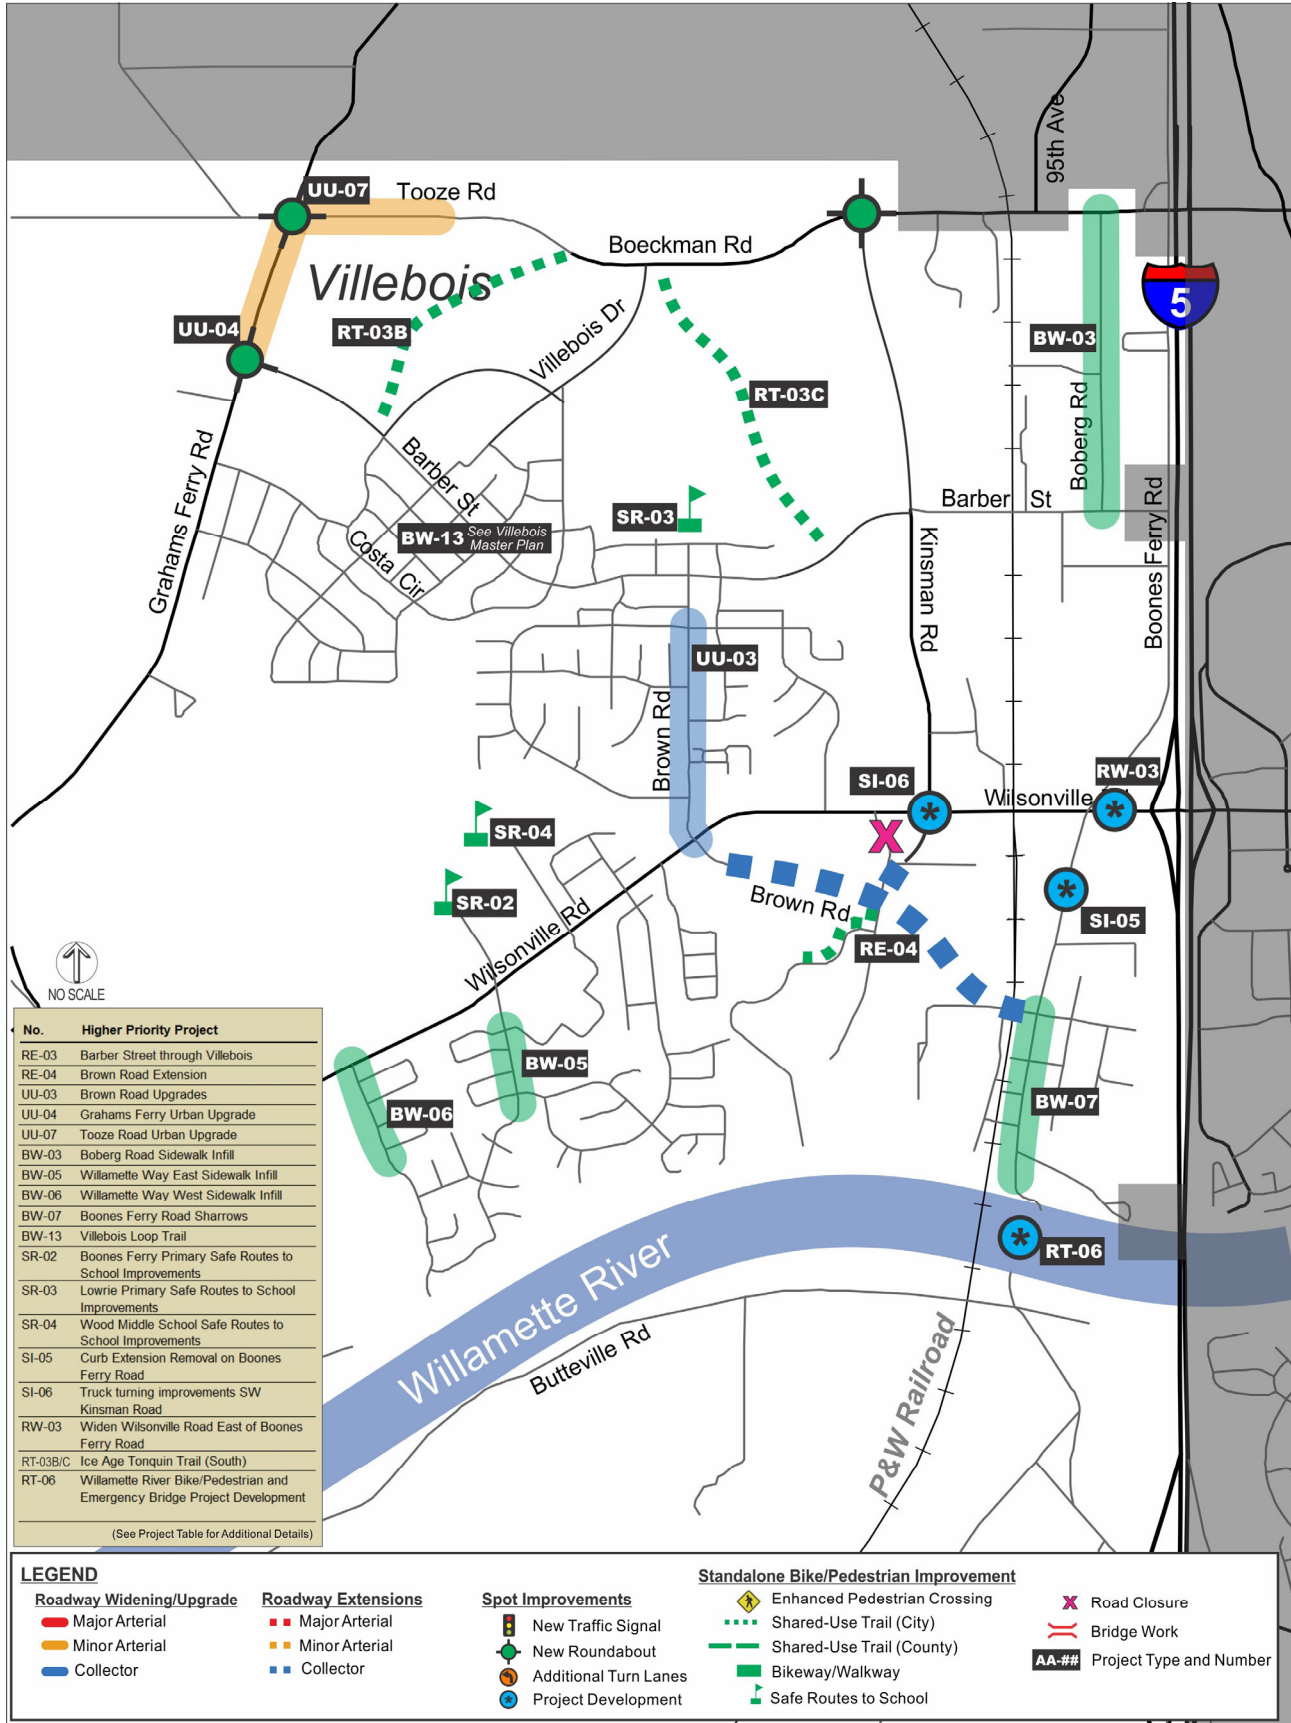 95th Ave
UU-07
Tooze Rd
Boeckman Rd
Villebois
5
UU-04
RT-03B
Villebois Dr
BW-03
RT-03C
Boberg Rd
Grahams Ferry Rd
Barber St
Barber St
SR-03
BW-13 See Villebois
Master Plan
Costa Cir
Kinsman Rd
Boones Ferry Rd
UU-03
Brown Rd
SI-06
RW-03
Wilsonville
SR-04
SR-02
Brown Rd
SI-05
Wilsonville Rd
RE-04
NO SCALE
BW-05
BW-06
BW-07
RT-06
Willamette River
Butteville Rd
P&W Railroad
No. Higher Priority Project
RE-03 Barber Street through Villebois
RE-04 Brown Road Extension
UU-03 Brown Road Upgrades
UU-04 Grahams Ferry Urban Upgrade
UU-07 Tooze Road Urban Upgrade
BW-03 Boberg Road Sidewalk Infill
BW-05 Willamette Way East Sidewalk Infill
BW-06 Willamette Way West Sidewalk Infill
BW-07 Boones Ferry Road Sharrows
BW-13 Villebois Loop Trail
SR-02 Boones Ferry Primary Safe Routes to
School Improvements
SR-03 Lowrie Primary Safe Routes to School
Improvements
SR-04 Wood Middle School Safe Routes to
School Improvements
SI-05 Curb Extension Removal on Boones
Ferry Road
SI-06 Truck turning improvements SW
Kinsman Road
RW-03 Widen Wilsonville Road East of Boones
Ferry Road
RT-03B/C Ice Age Tonquin Trail (South)
RT-06 Willamette River Bike/Pedestrian and
Emergency Bridge Project Development
(See Project Table for Additional Details)
LEGEND
Roadway Widening/Upgrade
Major Arterial
Minor Arterial
Collector
Roadway Extensions
Major Arterial
Minor Arterial
Collector
Spot Improvements
New Traffic Signal
New Roundabout
Additional Turn Lanes
Project Development
Standalone Bike/Pedestrian Improvement
Enhanced Pedestrian Crossing
Shared-Use Trail (City)
Shared-Use Trail (County)
Bikeway/Walkway
Safe Routes to School
Road Closure
Bridge Work
AA-## Project Type and Number